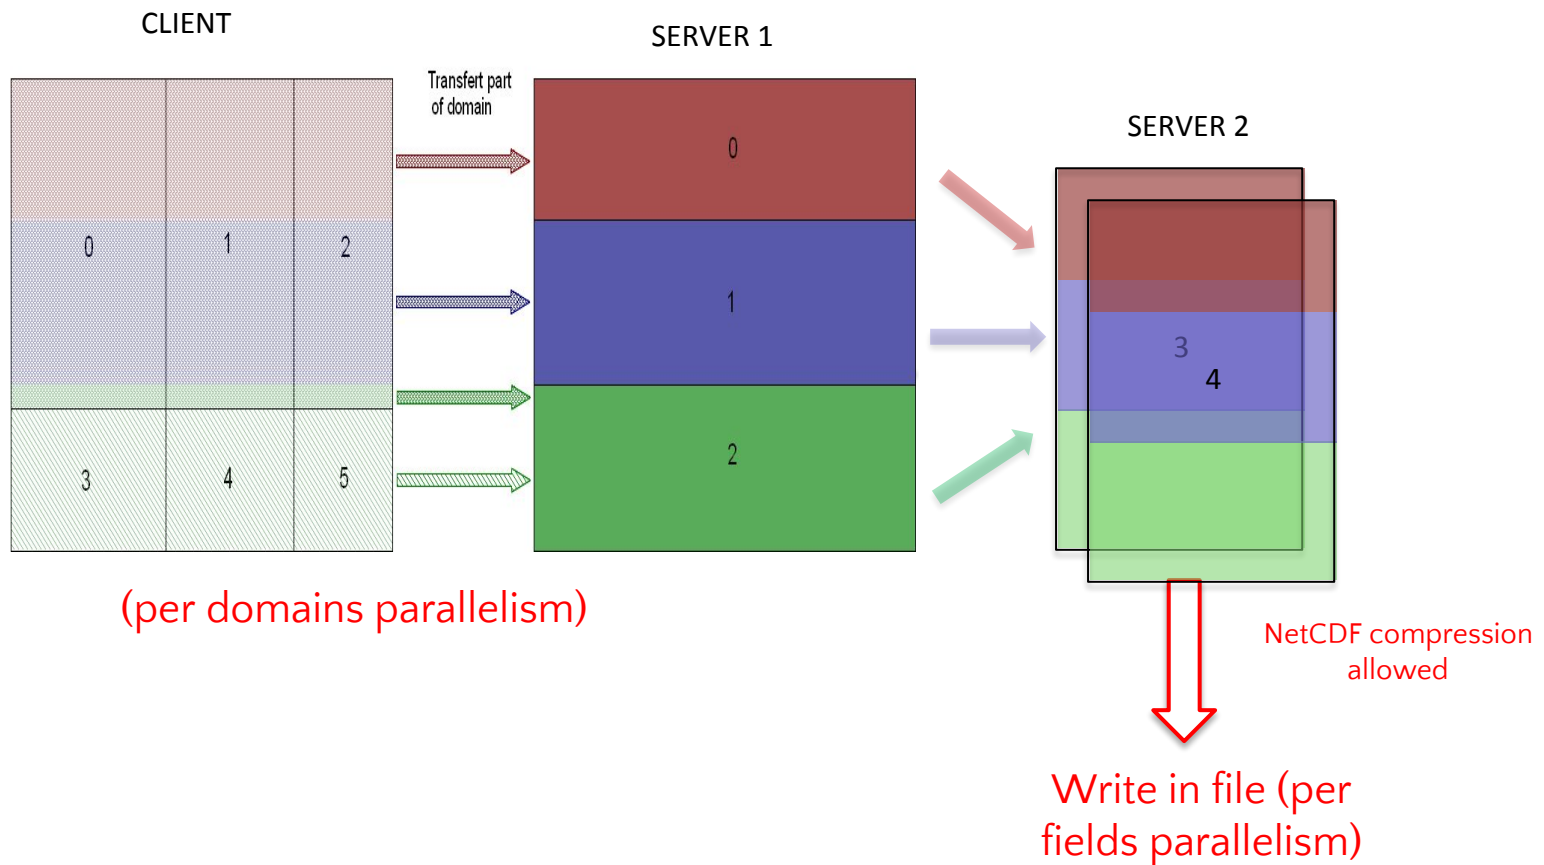 CLIENT
SERVER 1
Transfert part
of domain
SERVER 2
0
0
1
2
1
3
4
3
4
5
2
(per domains parallelism)
NetCDF compression
allowed
Write in file (per
fields parallelism)